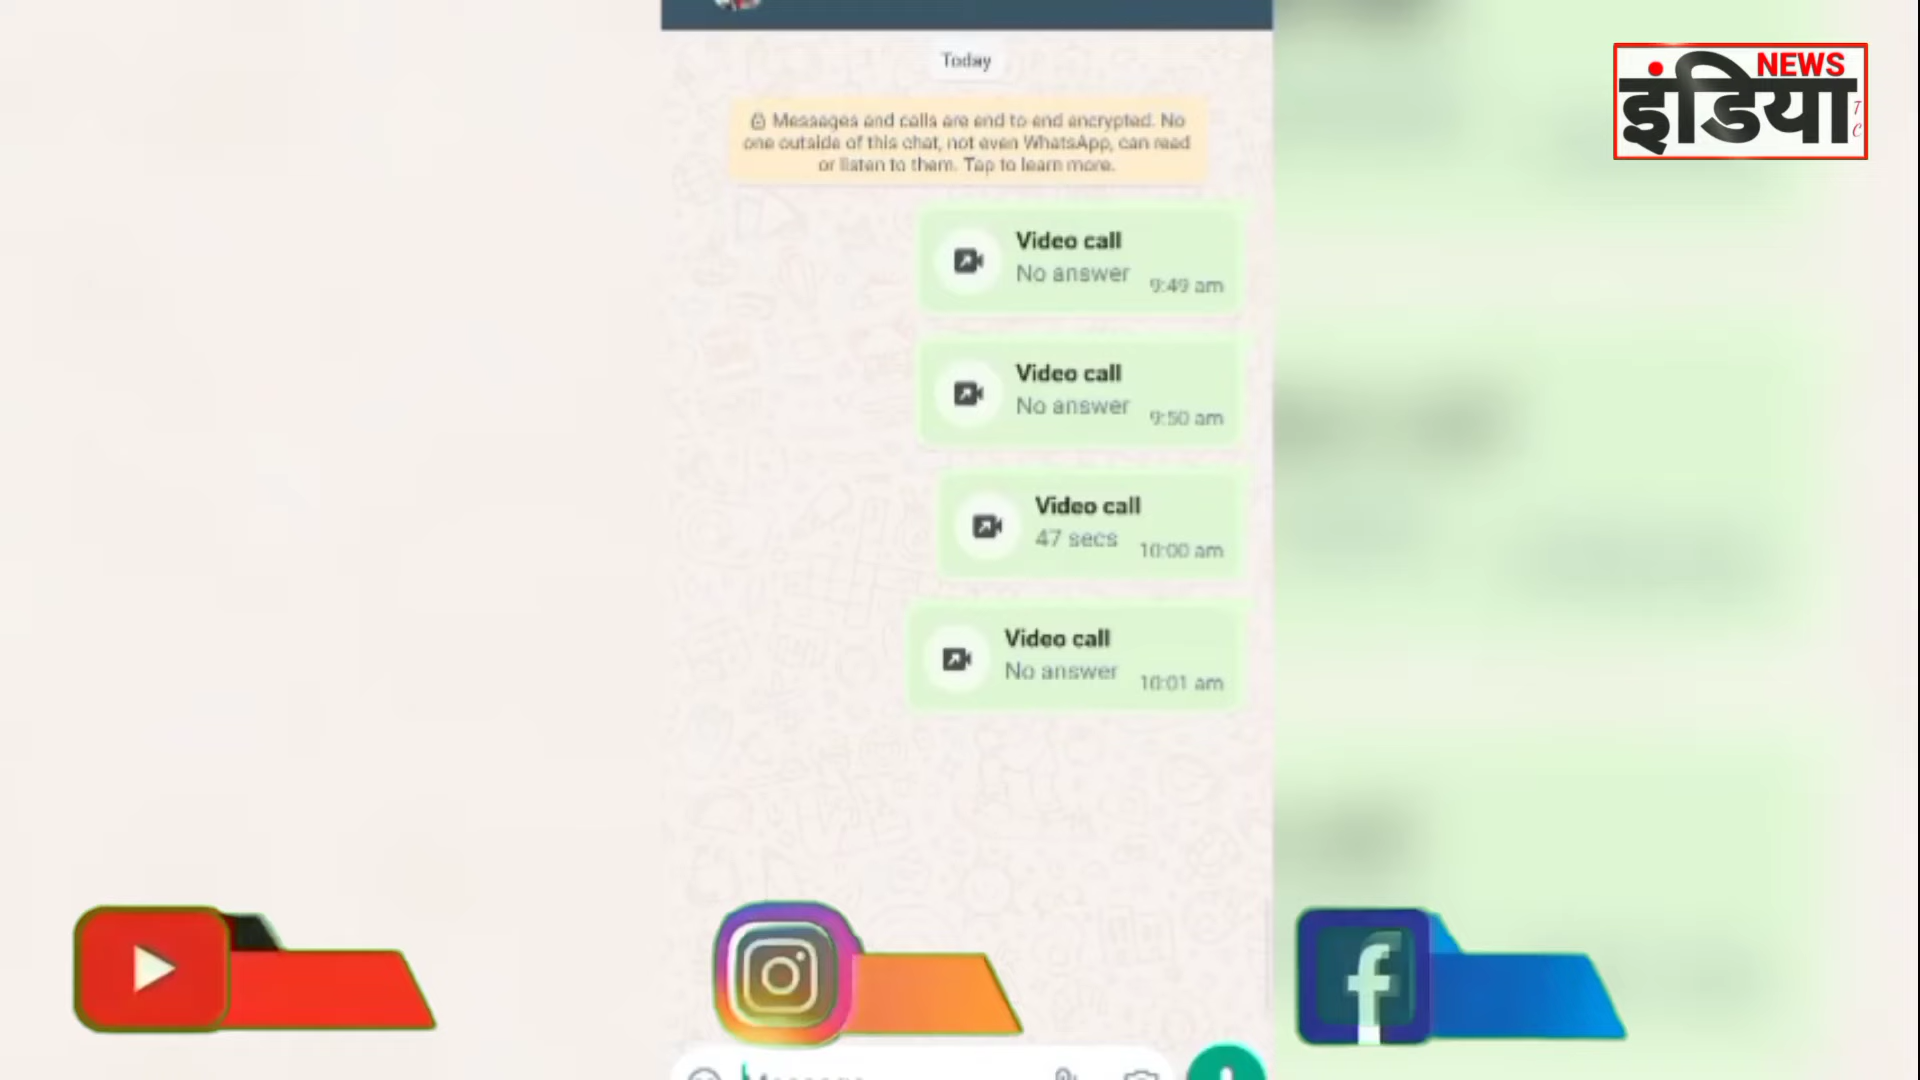 Today
Messages and calls are end-to-end encrypted. No
one outside of this chat, not even WhatsApp, can read
or listen to them. Tap to learn more.
Video call
No answer
9:49 am
Video call
No answer
9:50 am
Video call
47 secs
10:00 am
Video call
No answer
10:01 am
Message
NEWS
इंडिया